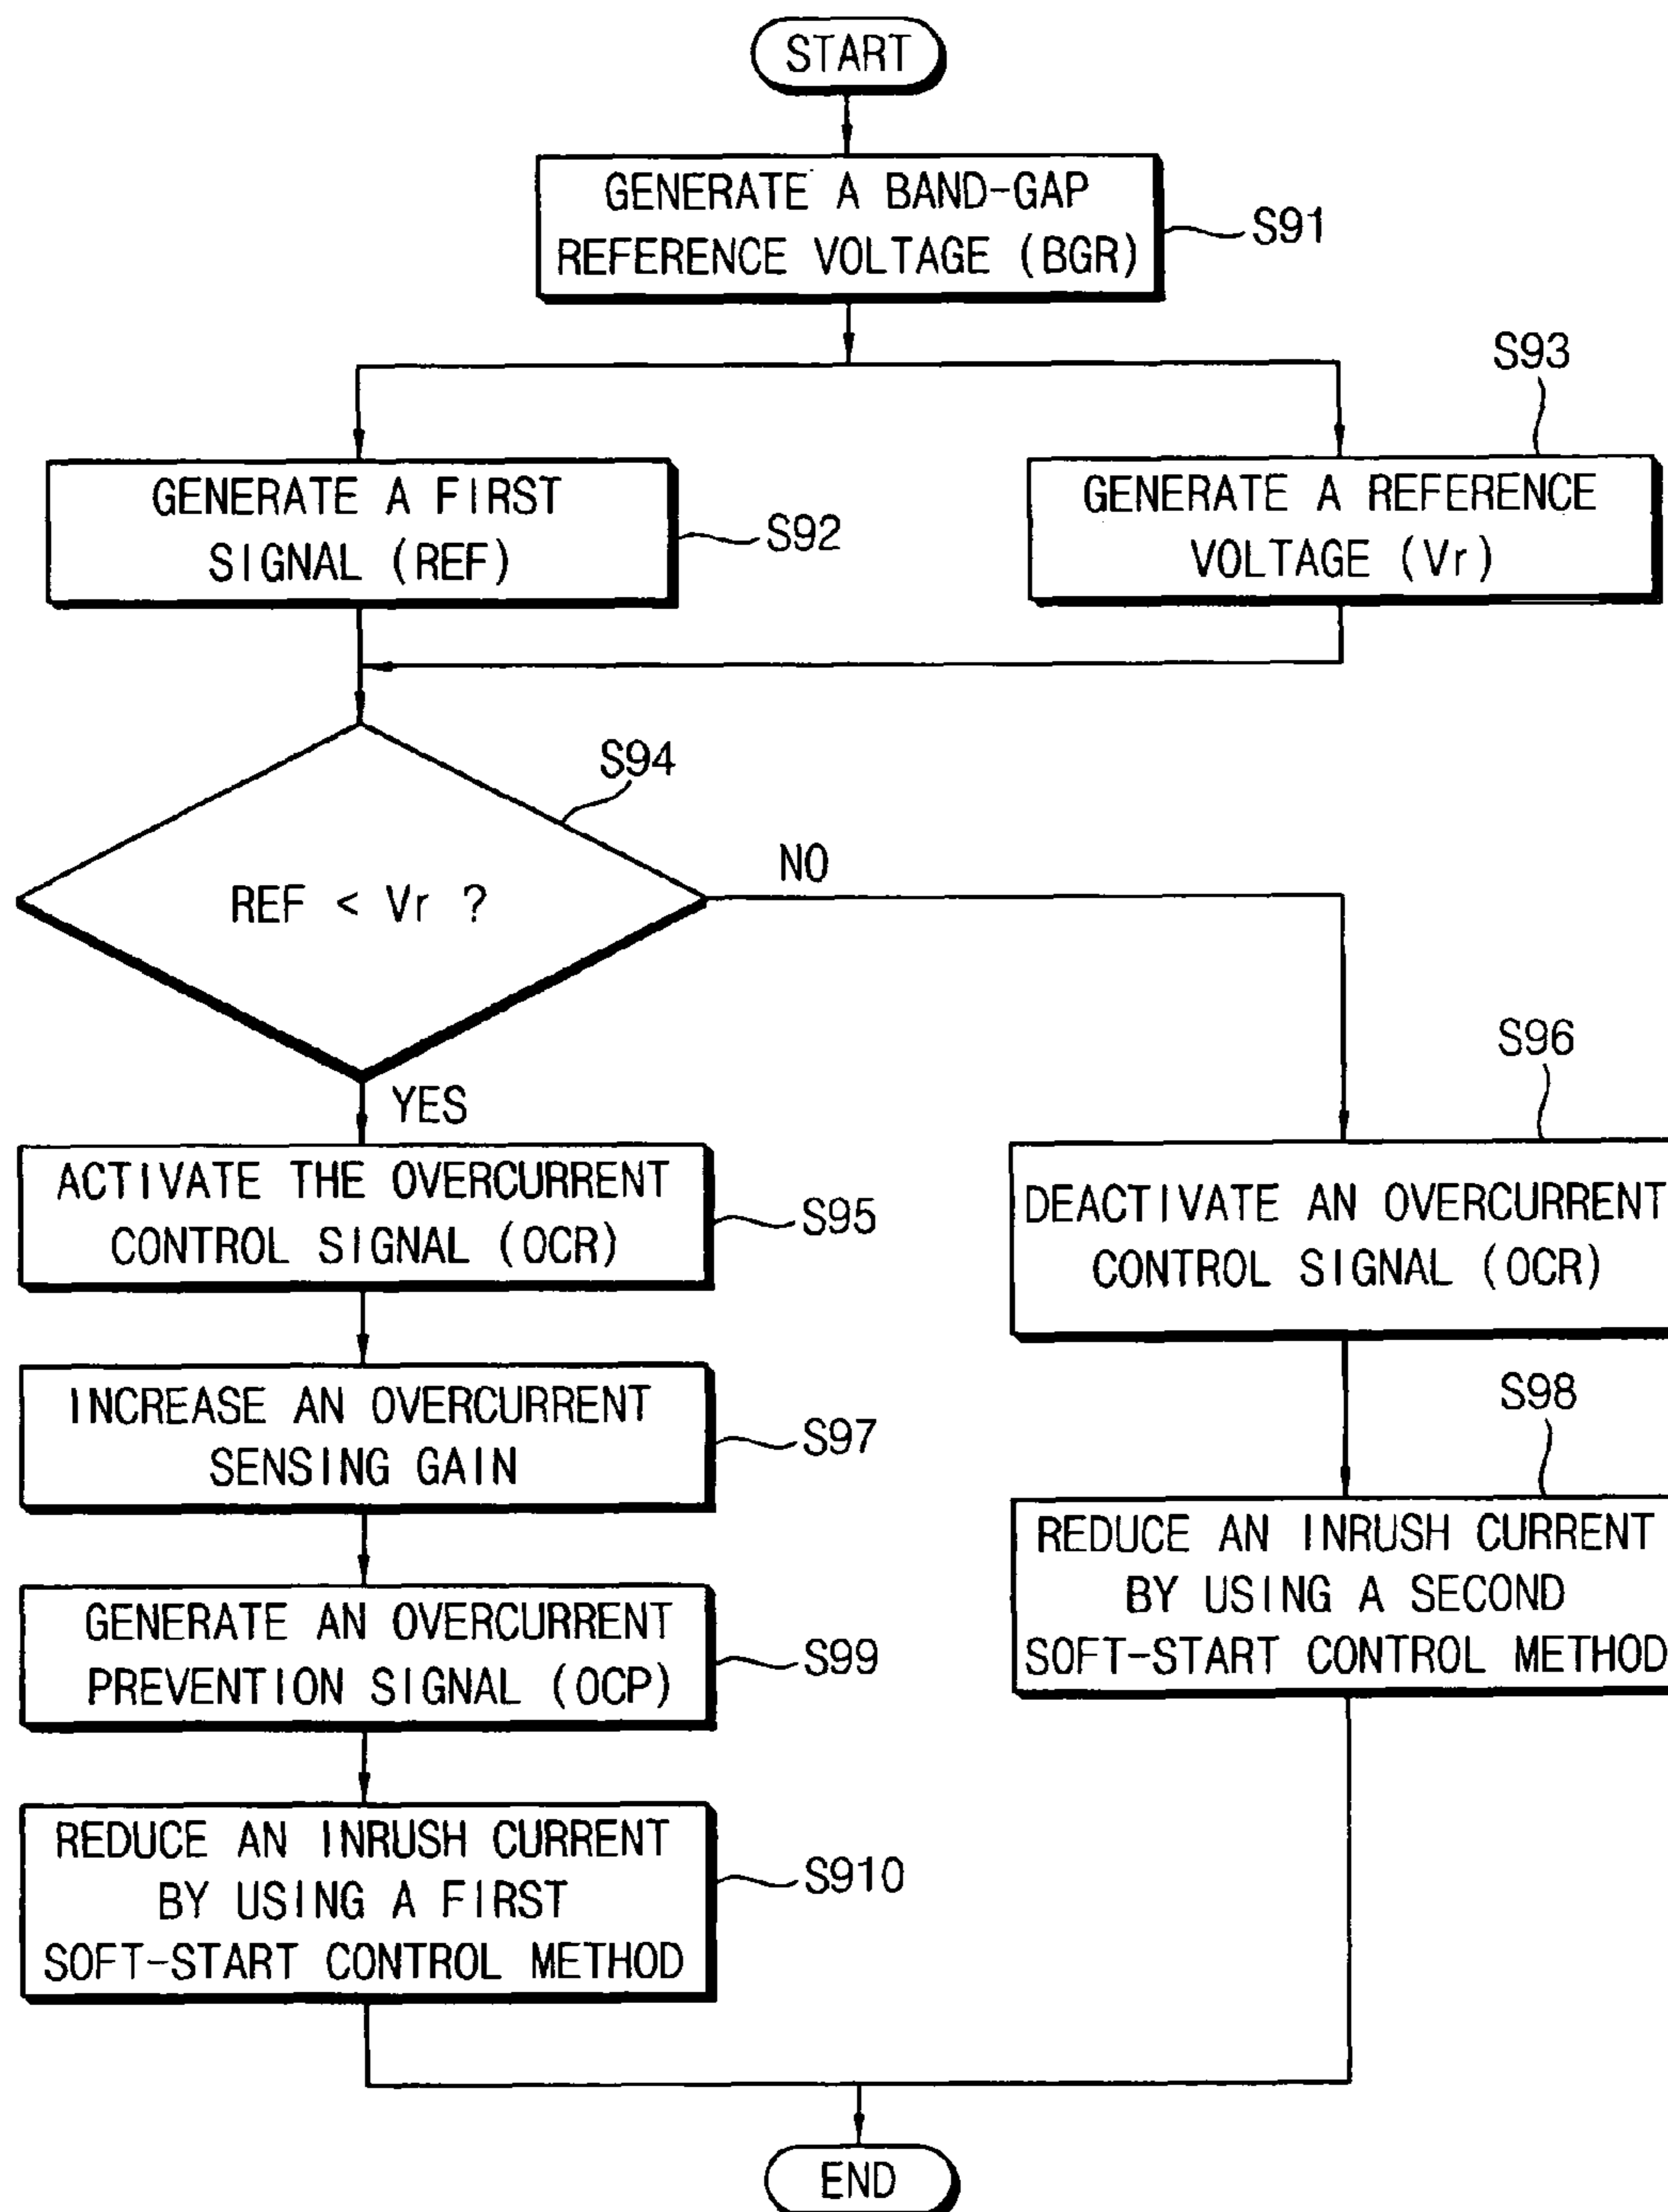 START
GENERATE A BAND-GAP
REFERENCE VOLTAGE (BGR)
S91
S93
GENERATE A FIRST
SIGNAL (REF)
S92
GENERATE A REFERENCE
VOLTAGE (Vr)
S94
REF < Vr ?
NO
YES
S96
ACTIVATE THE OVERCURRENT
CONTROL SIGNAL (OCR)
S95
DEACTIVATE AN OVERCURRENT
CONTROL SIGNAL (OCR)
INCREASE AN OVERCURRENT
SENSING GAIN
S97
S98
REDUCE AN INRUSH CURRENT
BY USING A SECOND
SOFT-START CONTROL METHOD
GENERATE AN OVERCURRENT
PREVENTION SIGNAL (OCP)
S99
REDUCE AN INRUSH CURRENT
BY USING A FIRST
SOFT-START CONTROL METHOD
S910
END